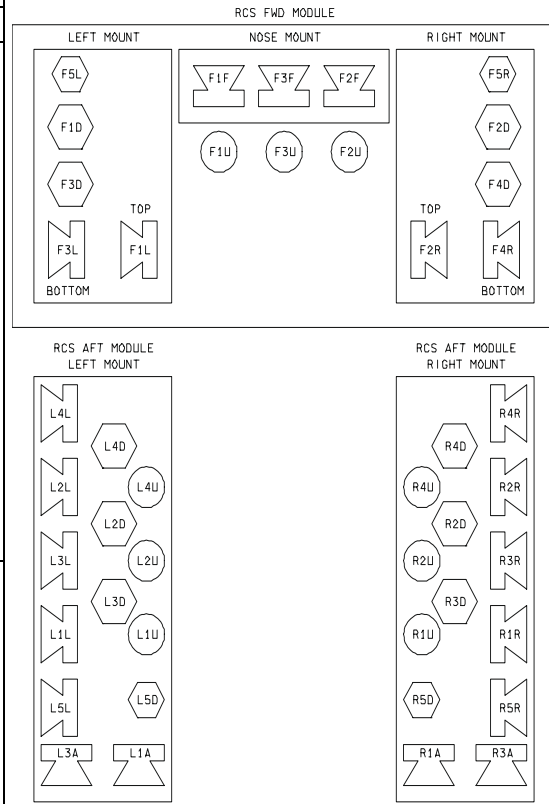 RCS FWD MODULE
LEFT MOUNT NOSE MOUNT RIGHT MOUNT
F5L F1F F3F F2F F5R
F1D F2D
F1U F3U F2U
F3D F4D
TOP TOP
F3L F1L F2R F4R
BOTTOM BOTTOM
RCS AFT MODULE RCS AFT MODULE
LEFT MOUNT RIGHT MOUNT
L4L R4R
L4D R4D
L2L L4U R4U R2R
L2D R2D
L3L L2U R2U R3R
L3D R3D
L1L L1U R1U R1R
L5D R5D
L5L R5R
L3A L1A R1A R3A